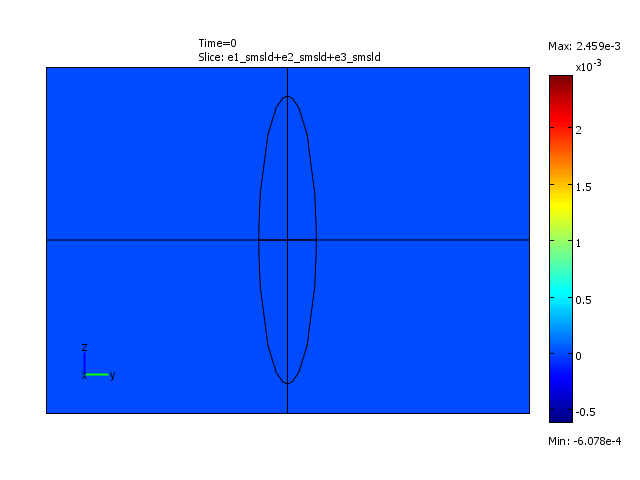 Time=0
Slice: e1_smsld+e2_smsld+e3_smsld
Max: 2.459e-3
x10-3
2
1.5
1
0.5
0
-0.5
Min: -6.078e-4
z
x
y